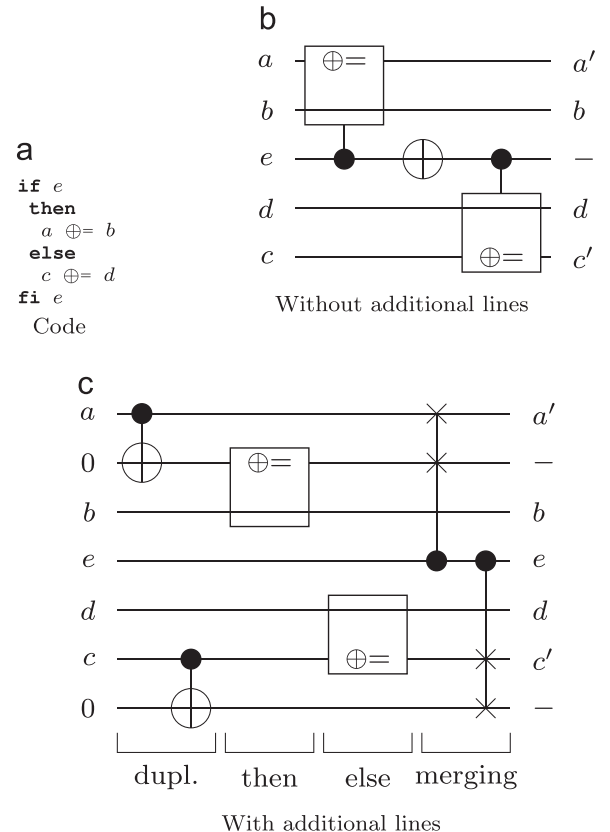 b
a ⊕= a′
b b
e –
d d
c ⊕= c′
Without additional lines
a
if e
then
a ⊕= b
else
c ⊕= d
fi e
Code
c
a a′
0 ⊕= –
b b
e e
d d
c ⊕= c′
0 –
dupl. then else merging
With additional lines